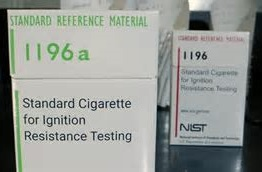 STANDARD REFERENCE MATERIAL
1196a
Standard Cigarette
for Ignition
Resistance Testing
STANDARD REFERENCE MATERIAL
1196
Standard Cigarette
for Ignition
Resistance Testing
NIST